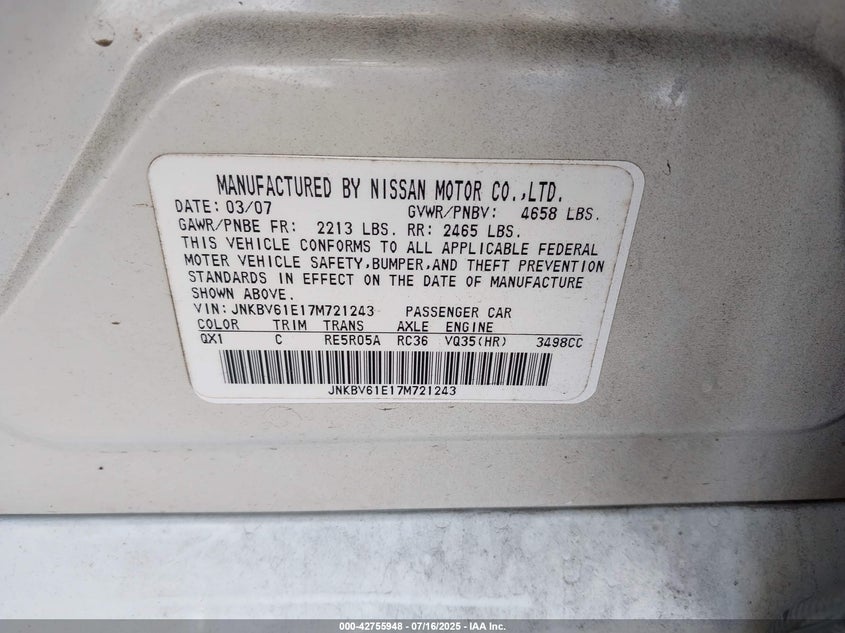 MANUFACTURED BY NISSAN MOTOR CO.,LTD.
DATE: 03/07 GVWR/PNBV: 4658 LBS.
GAWR/PNBE FR: 2213 LBS. RR: 2465 LBS.
THIS VEHICLE CONFORMS TO ALL APPLICABLE FEDERAL
MOTOR VEHICLE SAFETY,BUMPER,AND THEFT PREVENTION
STANDARDS IN EFFECT ON THE DATE OF MANUFACTURE
SHOWN ABOVE.
VIN: JNKBV61E17M721243 PASSENGER CAR
COLOR TRIM TRANS AXLE ENGINE
QX1 C RE5R05A RC36 VQ35(HR) 3498CC
JNKBV61E17M721243
000-42755948 - 07/16/2025 - IAA Inc.